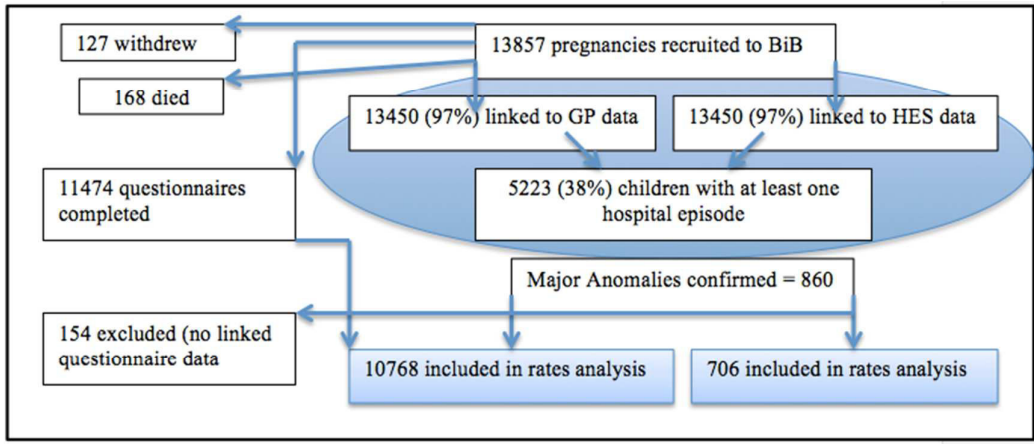 127 withdrew
13857 pregnancies recruited to BiB
168 died
13450 (97%) linked to GP data
13450 (97%) linked to HES data
11474 questionnaires
completed
5223 (38%) children with at least one
hospital episode
Major Anomalies confirmed = 860
154 excluded (no linked
questionnaire data
10768 included in rates analysis
706 included in rates analysis